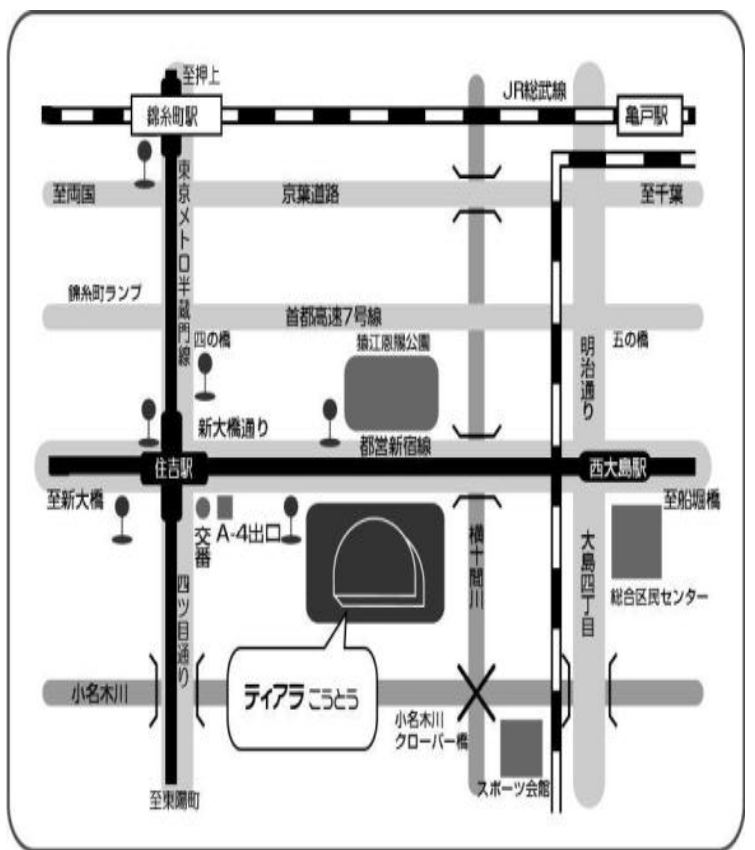 至押上
JR総武線
錦糸町駅
亀戸駅
東京メトロ半蔵門線
至両国
京葉道路
至千葉
錦糸町ランプ
首都高速7号線
四の橋
猿江恩賜公園
明治通り
五の橋
新大橋通り
都営新宿線
住吉駅
西大島駅
至新大橋
至船堀橋
交番
A-4出口
横十間川
大島四丁目
総合区民センター
四ツ目通り
小名木川
ティアラこうとう
小名木川
クローバー橋
スポーツ会館
至東陽町